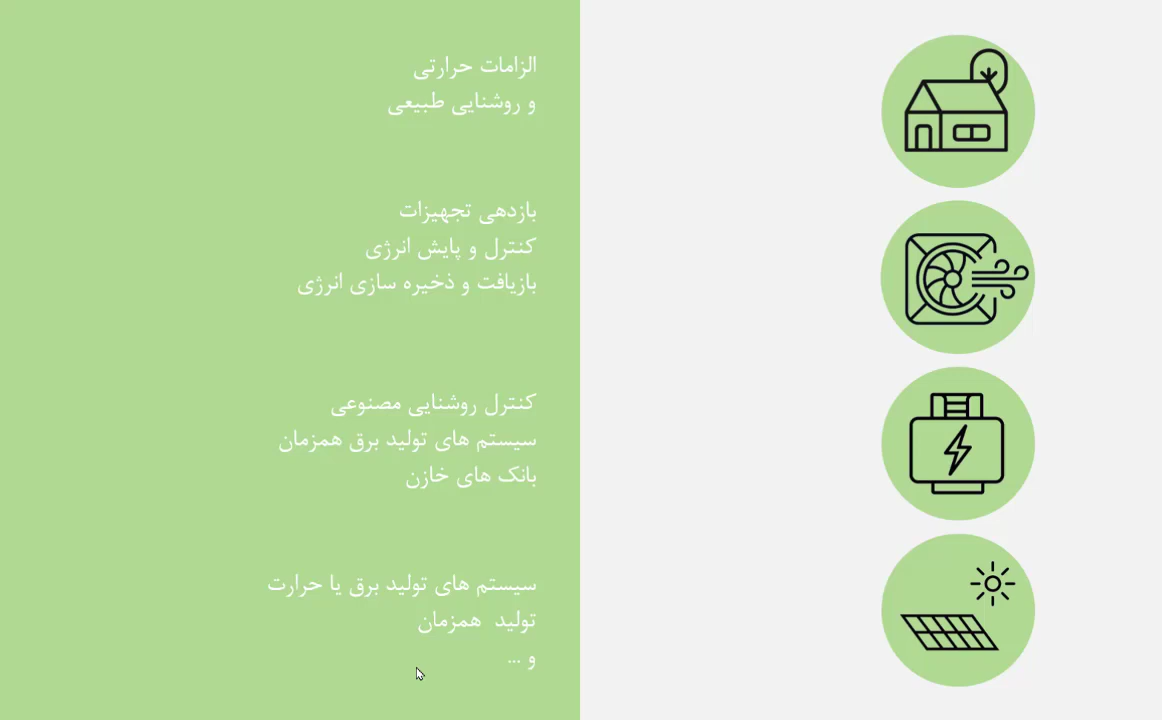 الزامات حرارتی
و روشنایی طبیعی
بازدهی تجهیزات
کنترل و پایش انرژی
بازیافت و ذخیره سازی انرژی
کنترل روشنایی مصنوعی
سیستم های تولید برق همزمان
بانک های خازن
سیستم های تولید برق یا حرارت
تولید همزمان
و ...